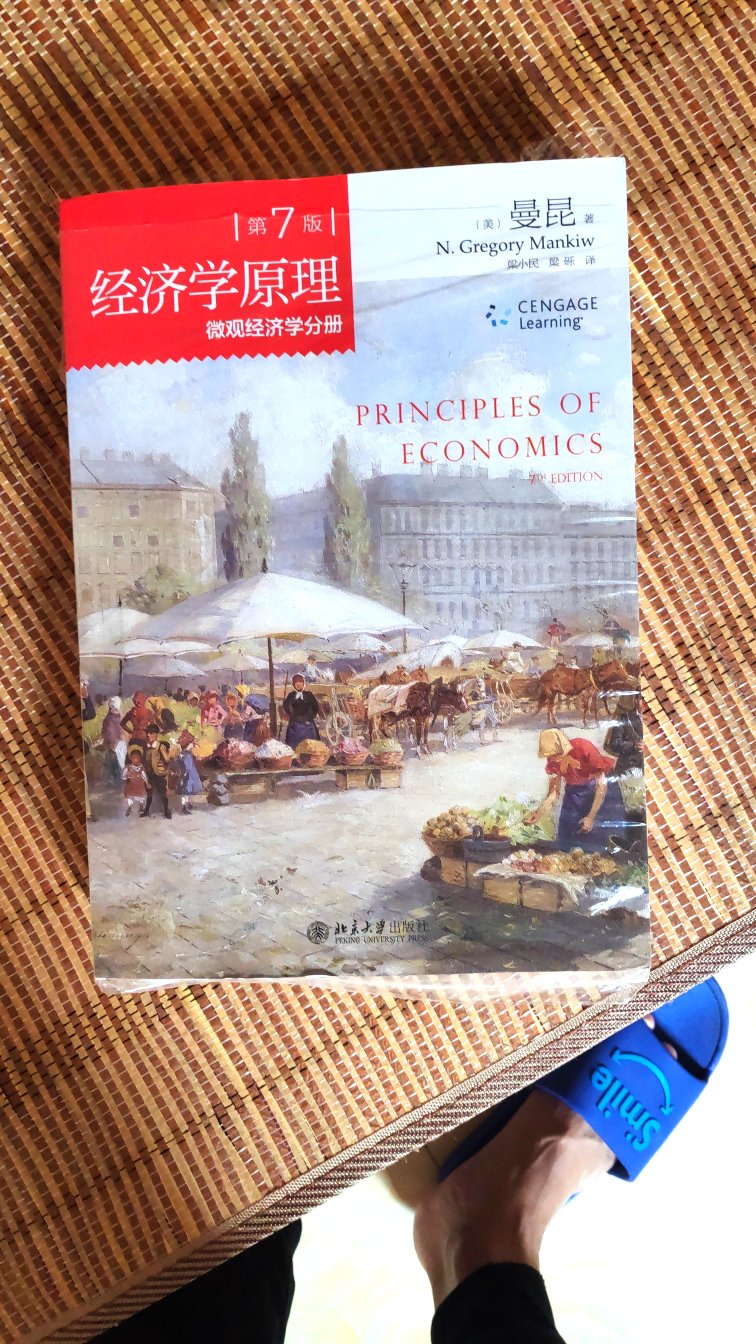 第7版
经济学原理
微观经济学分册
（美）曼昆 著
N. Gregory Mankiw
梁小民 梁砾 译
CENGAGE
Learning
PRINCIPLES OF
ECONOMICS
7TH EDITION
北京大学出版社
PEKING UNIVERSITY PRESS
Smile